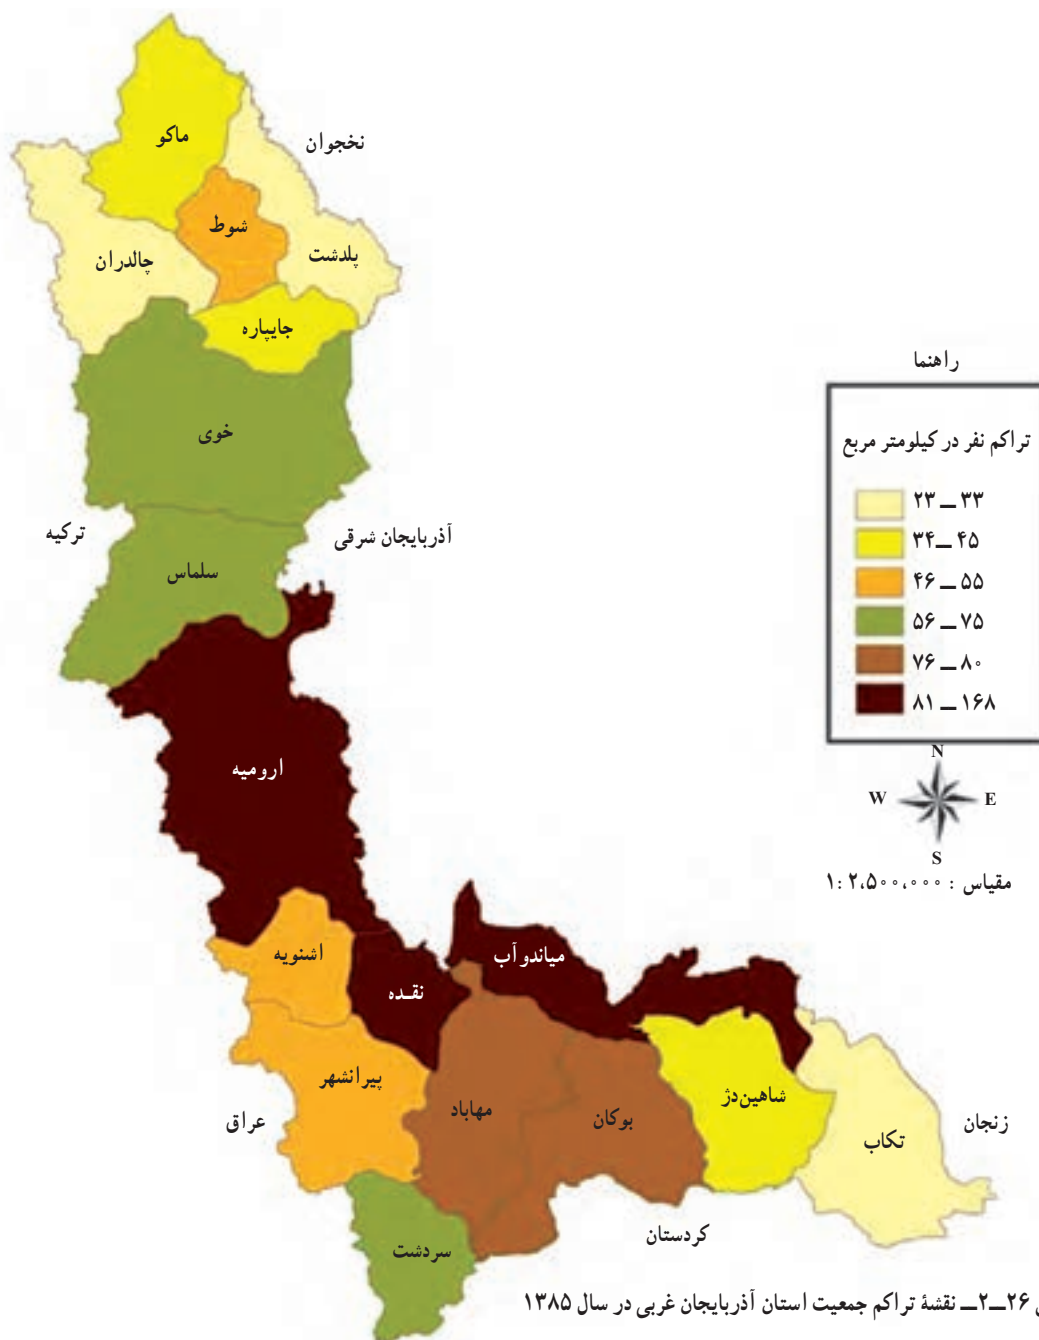 ماکو
نخجوان
شوط
پلدشت
چالدران
جایپاره
خوی
ترکیه
آذربایجان شرقی
سلماس
ارومیه
راهنما
تراکم نفر در کیلومتر مربع
۲۳ ــ ۳۳
۳۴ ــ ۴۵
۴۶ ــ ۵۵
۵۶ ــ ۷۵
۷۶ ــ ۸۰
۸۱ ــ ۱۶۸
N
W E
S
مقیاس : ۱:۲,۵۰۰,۰۰۰
اشنویه
نقـده
میاندوآب
پیرانشهر
عراق
مهاباد
بوکان
شاهین‌دژ
تکاب
زنجان
سردشت
کردستان
۲۶ــ۲ــ نقشهٔ تراکم جمعیت استان آذربایجان غربی در سال ۱۳۸۵